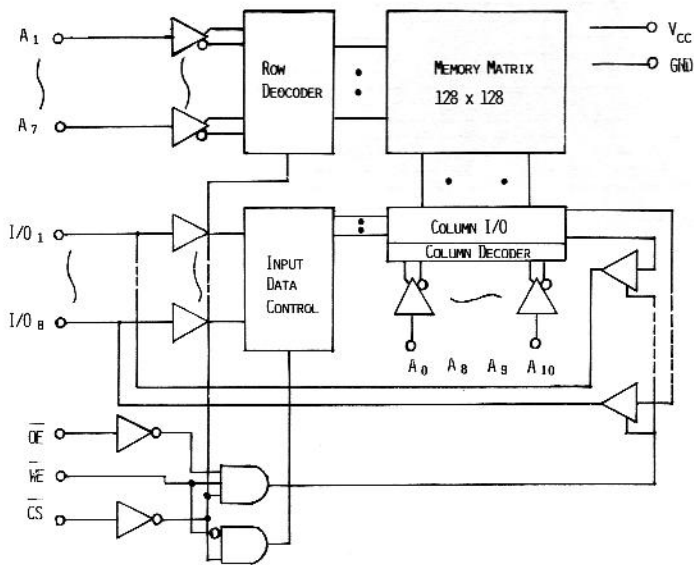 A1
A7
ROW
DEOCODER
MEMORY MATRIX
128 x 128
VCC
GND
I/O1
I/O8
INPUT
DATA
CONTROL
COLUMN I/O
COLUMN DECODER
A0 A8 A9 A10
OE
WE
CS